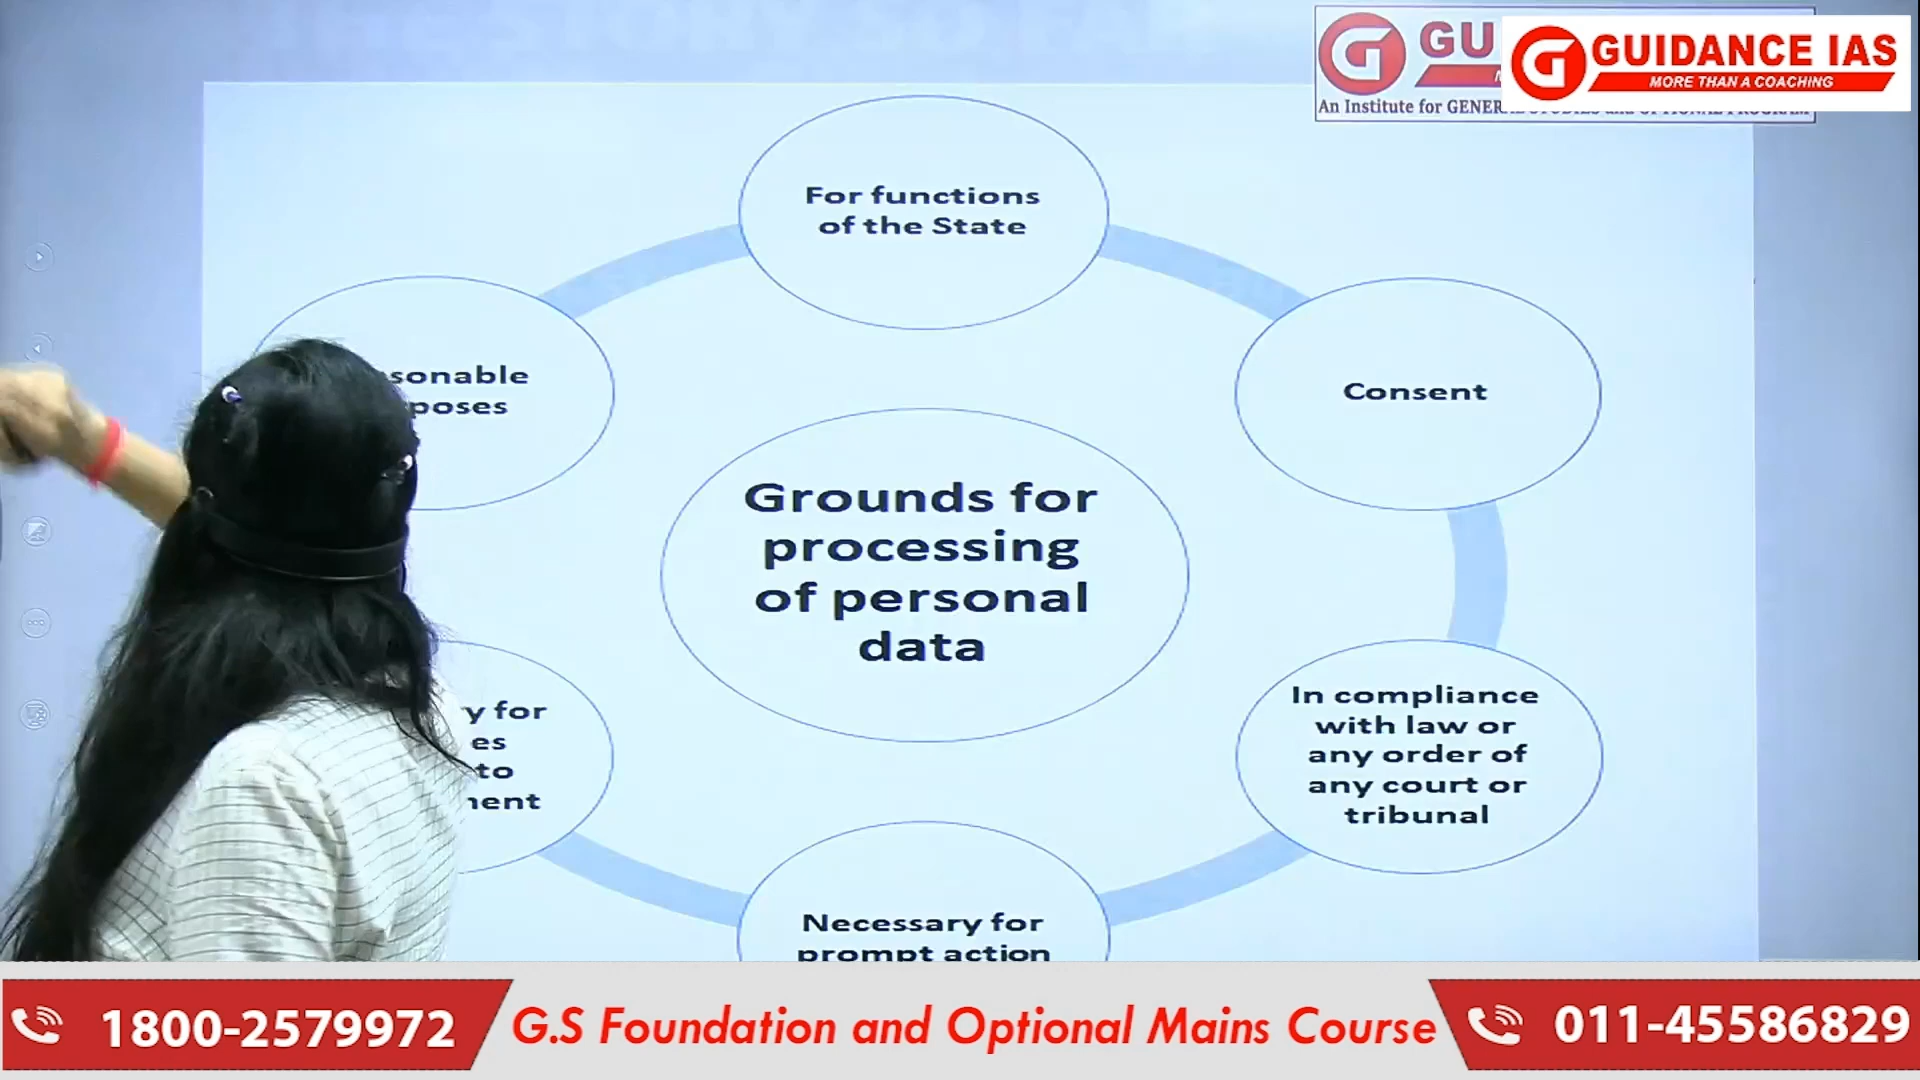 GU
An Institute for GENER
GUIDANCE IAS
MORE THAN A COACHING
For functions
of the State
sonable
poses
Consent
Grounds for
processing
of personal
data
y for
es
to
ment
In compliance
with law or
any order of
any court or
tribunal
Necessary for
prompt action
1800-2579972
G.S Foundation and Optional Mains Course
011-45586829